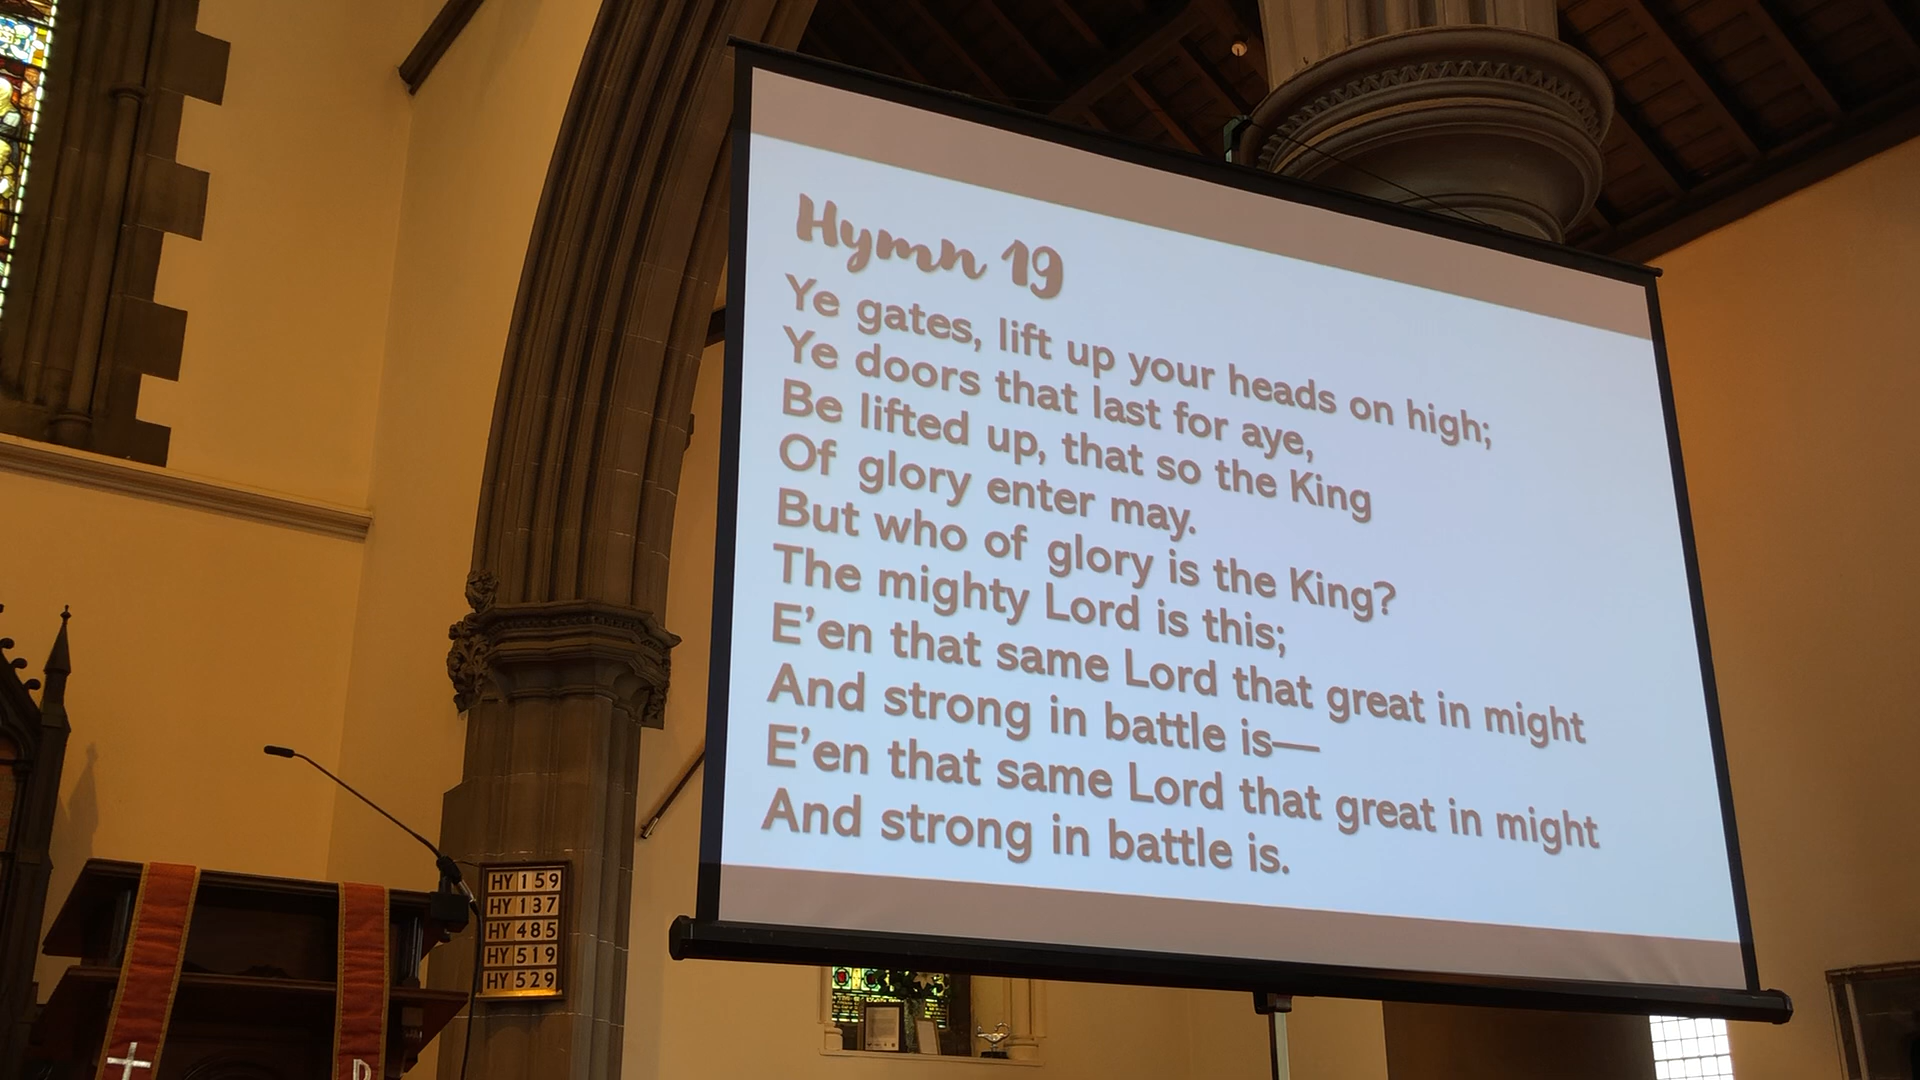 Hymn 19
Ye gates, lift up your heads on high;
Ye doors that last for aye,
Be lifted up, that so the King
Of glory enter may.
But who of glory is the King?
The mighty Lord is this;
E’en that same Lord that great in might
And strong in battle is—
E’en that same Lord that great in might
And strong in battle is.
HY 159
HY 137
HY 485
HY 519
HY 529